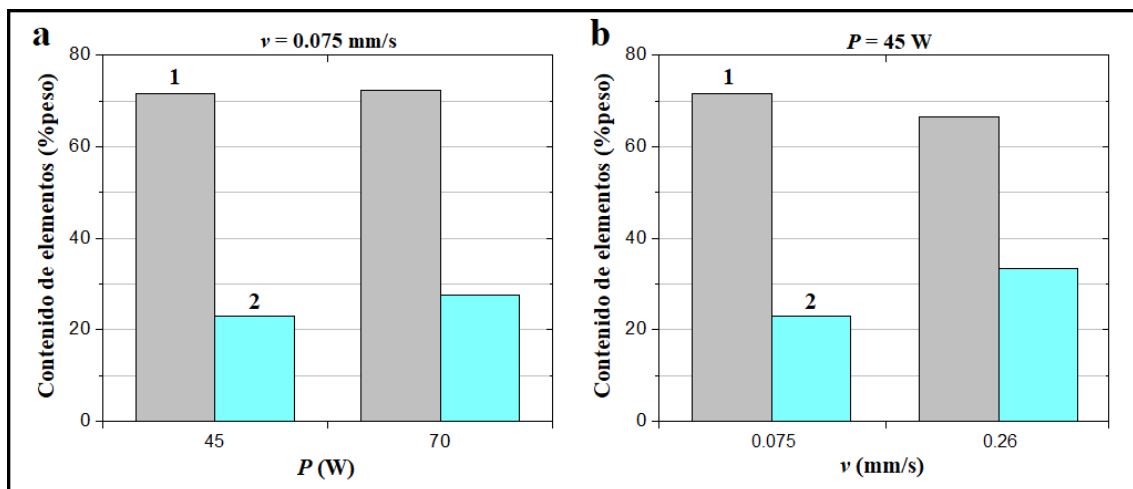 a
v = 0.075 mm/s
Contenido de elementos (%peso)
80
60
40
20
0
1
2
45
70
P (W)
b
P = 45 W
Contenido de elementos (%peso)
80
60
40
20
0
1
2
0.075
0.26
v (mm/s)